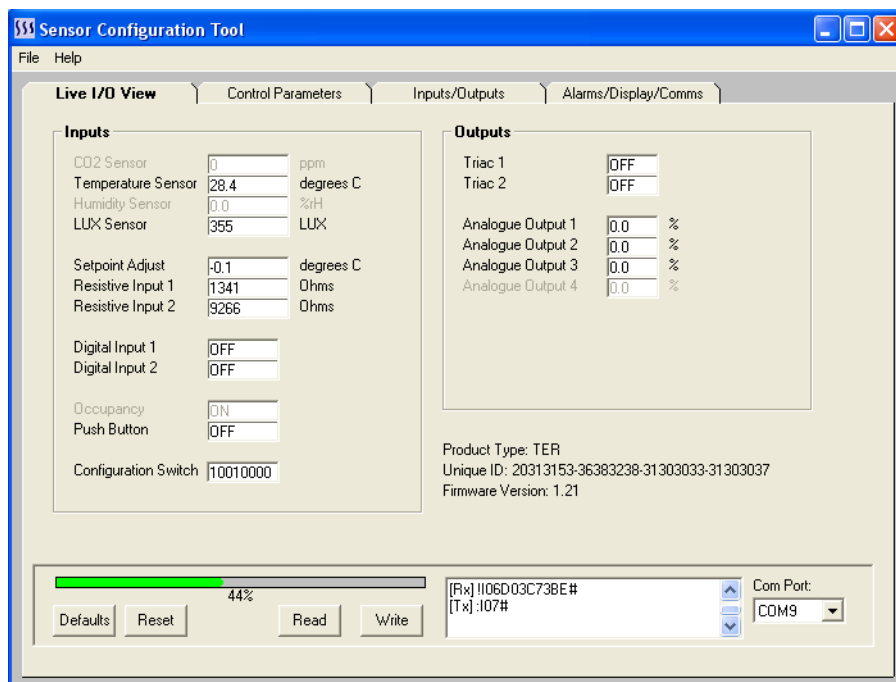 Sensor Configuration Tool
File Help
Live I/O View Control Parameters Inputs/Outputs Alarms/Display/Comms
Inputs
CO2 Sensor 0 ppm
Temperature Sensor 28.4 degrees C
Humidity Sensor 0.0 %rH
LUX Sensor 355 LUX
Setpoint Adjust -0.1 degrees C
Resistive Input 1 1341 Ohms
Resistive Input 2 9266 Ohms
Digital Input 1 OFF
Digital Input 2 OFF
Occupancy ON
Push Button OFF
Configuration Switch 10010000
Outputs
Triac 1 OFF
Triac 2 OFF
Analogue Output 1 0.0 %
Analogue Output 2 0.0 %
Analogue Output 3 0.0 %
Analogue Output 4 0.0 %
Product Type: TER
Unique ID: 20313153-36383238-31303033-31303037
Firmware Version: 1.21
44%
Defaults Reset Read Write
[Rx] !I06D03C73BE#
[Tx] :I07#
Com Port:
COM9